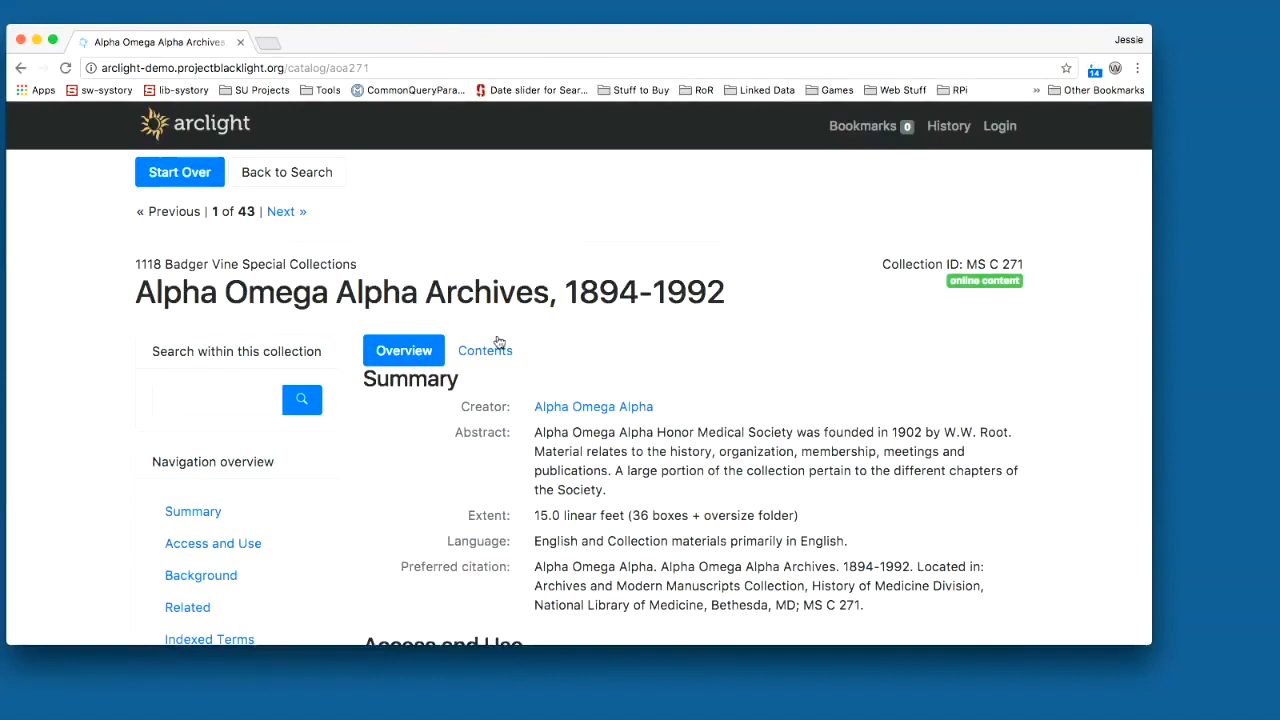 Alpha Omega Alpha Archives
Jessie
arclight-demo.projectblacklight.org/catalog/aoa271
14
Apps sw-systory lib-systory SU Projects Tools CommonQueryPara... Date slider for Sear... Stuff to Buy RoR Linked Data Games Web Stuff RPi » Other Bookmarks
arclight
Bookmarks 0 History Login
Start Over Back to Search
« Previous | 1 of 43 | Next »
1118 Badger Vine Special Collections
Collection ID: MS C 271
online content
Alpha Omega Alpha Archives, 1894-1992
Search within this collection
Navigation overview
Summary
Access and Use
Background
Related
Indexed Terms
Overview Contents
Summary
Creator: Alpha Omega Alpha
Abstract: Alpha Omega Alpha Honor Medical Society was founded in 1902 by W.W. Root.
Material relates to the history, organization, membership, meetings and
publications. A large portion of the collection pertain to the different chapters of
the Society.
Extent: 15.0 linear feet (36 boxes + oversize folder)
Language: English and Collection materials primarily in English.
Preferred citation: Alpha Omega Alpha. Alpha Omega Alpha Archives. 1894-1992. Located in:
Archives and Modern Manuscripts Collection, History of Medicine Division,
National Library of Medicine, Bethesda, MD; MS C 271.
Access and Use